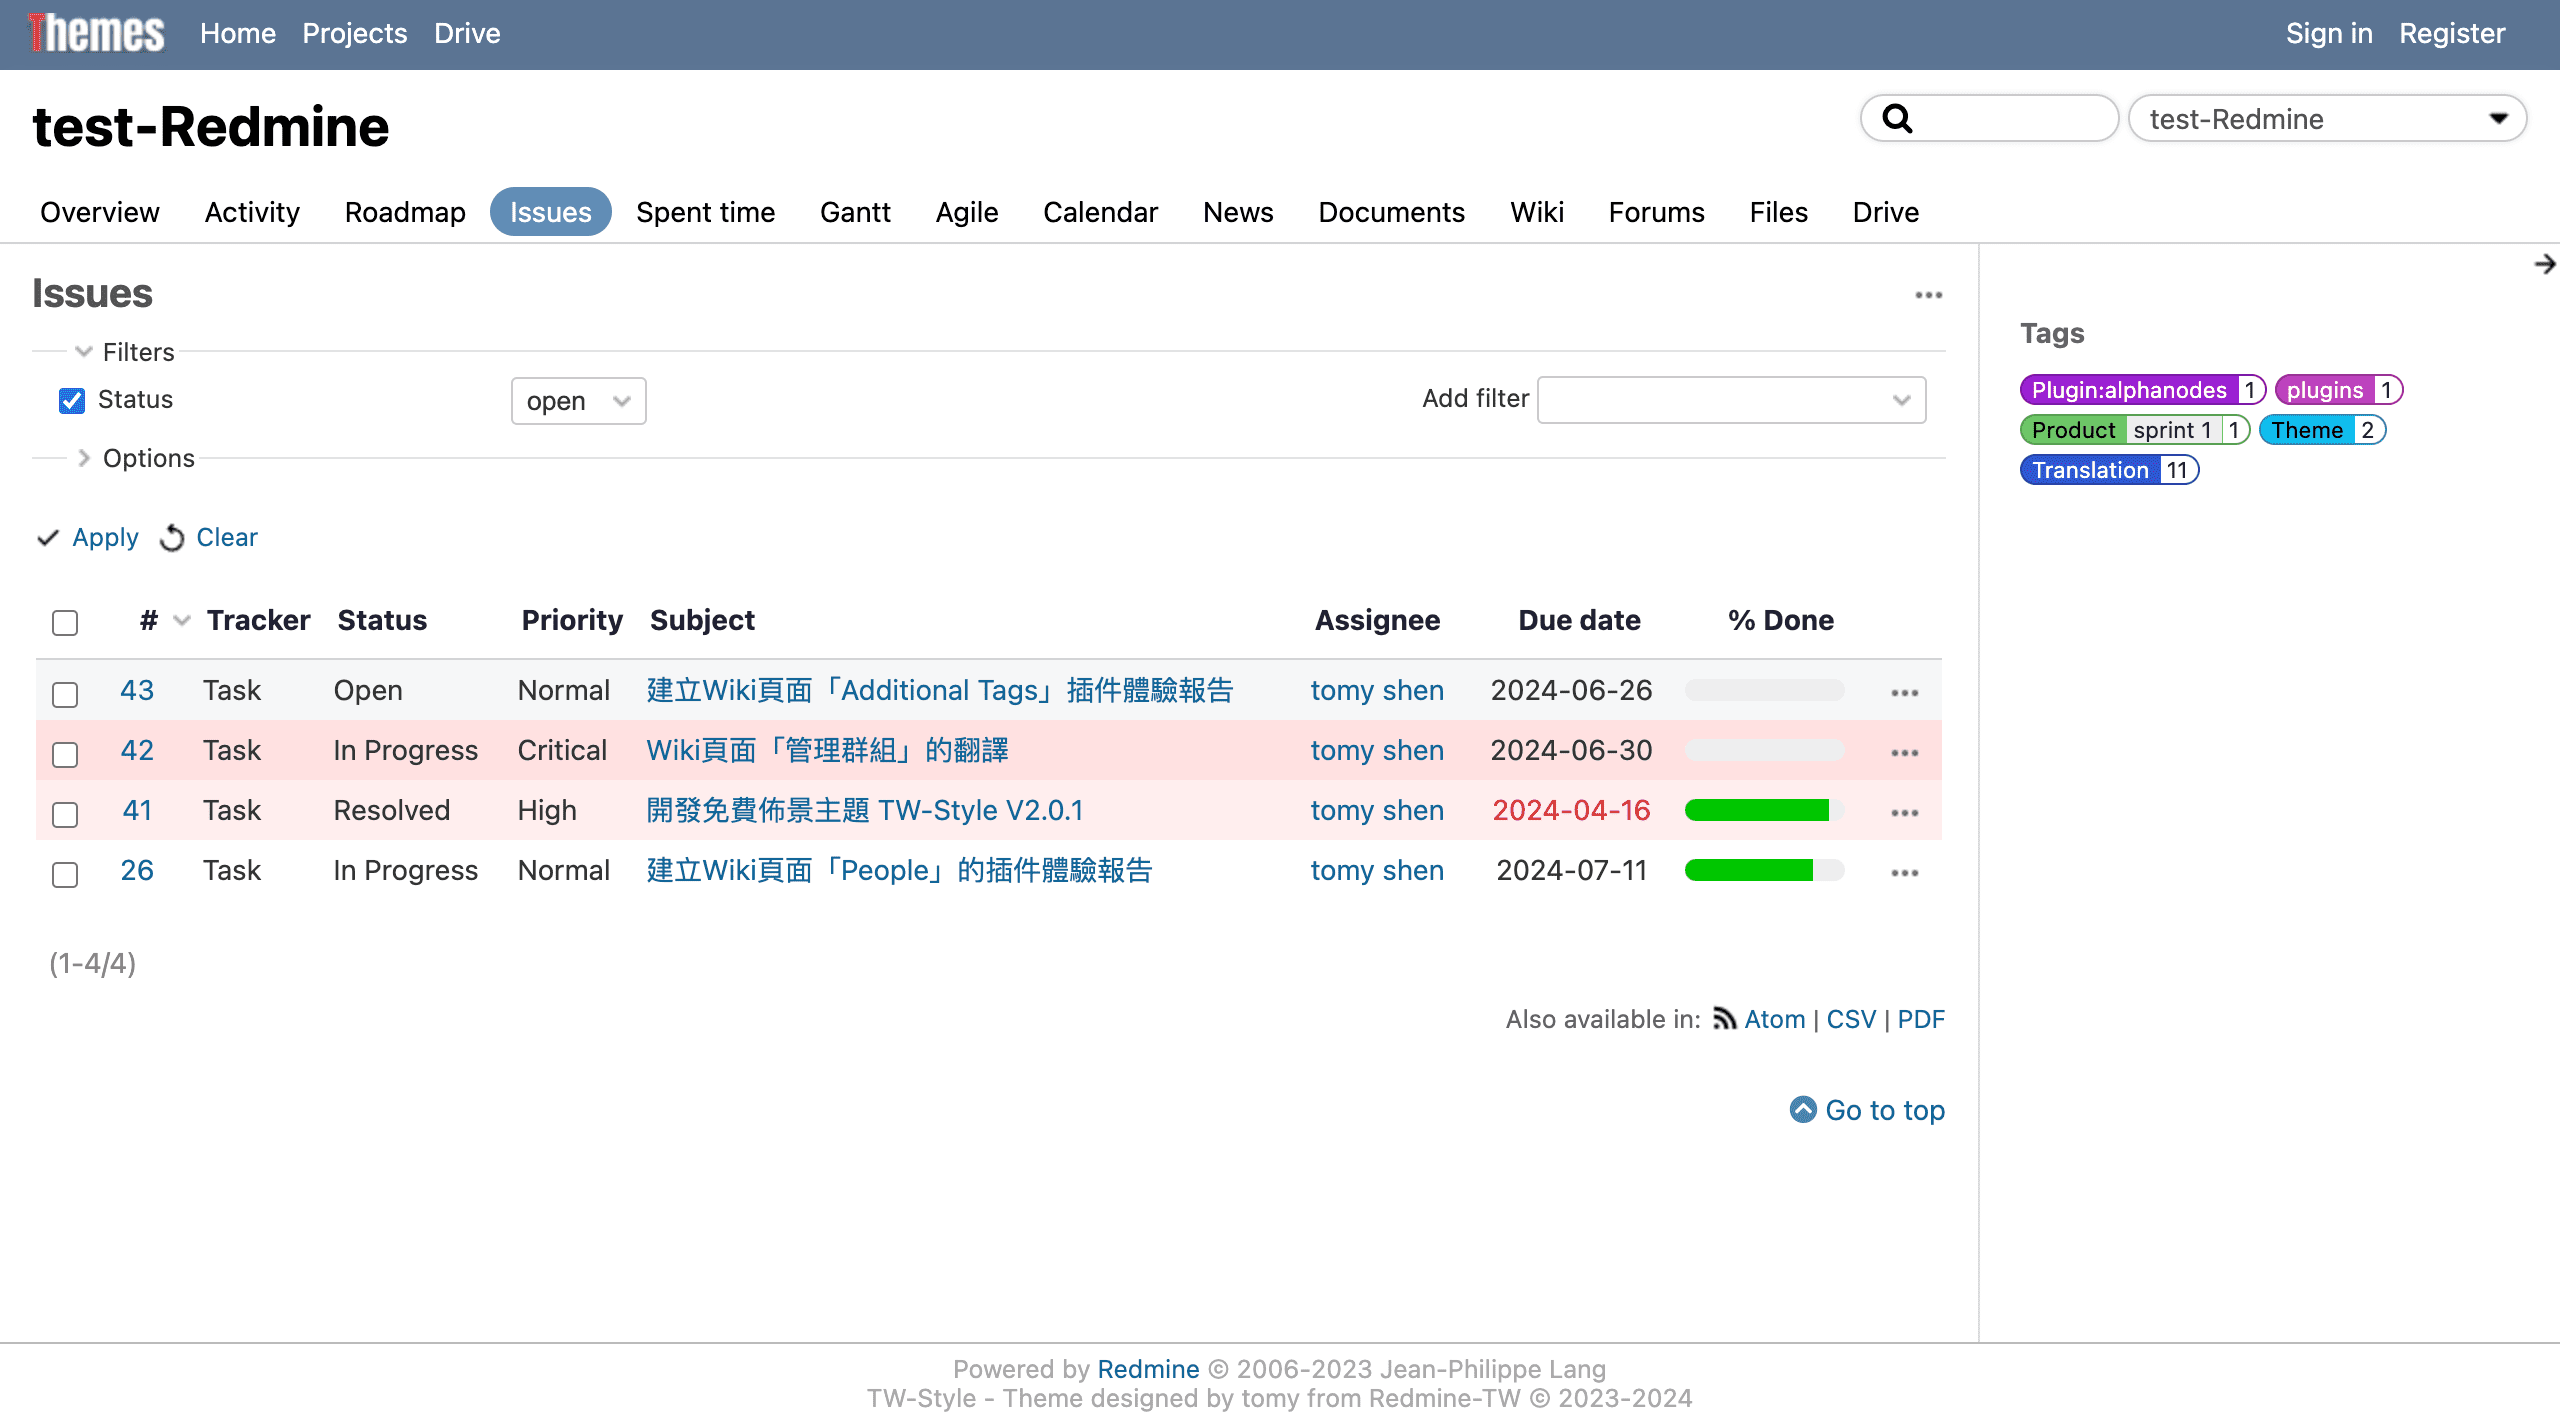 Themes Home Projects Drive Sign in Register
test-Redmine test-Redmine
Overview Activity Roadmap Issues Spent time Gantt Agile Calendar News Documents Wiki Forums Files Drive
Issues
Filters
Status open Add filter
Options
Apply Clear
# Tracker Status Priority Subject Assignee Due date % Done
43 Task Open Normal 建立Wiki頁面「Additional Tags」插件體驗報告 tomy shen 2024-06-26
42 Task In Progress Critical Wiki頁面「管理群組」的翻譯 tomy shen 2024-06-30
41 Task Resolved High 開發免費佈景主題 TW-Style V2.0.1 tomy shen 2024-04-16
26 Task In Progress Normal 建立Wiki頁面「People」的插件體驗報告 tomy shen 2024-07-11
(1-4/4)
Also available in: Atom | CSV | PDF
Go to top
Tags
Plugin:alphanodes 1 plugins 1
Product sprint 1 1 Theme 2
Translation 11
Powered by Redmine © 2006-2023 Jean-Philippe Lang
TW-Style - Theme designed by tomy from Redmine-TW © 2023-2024